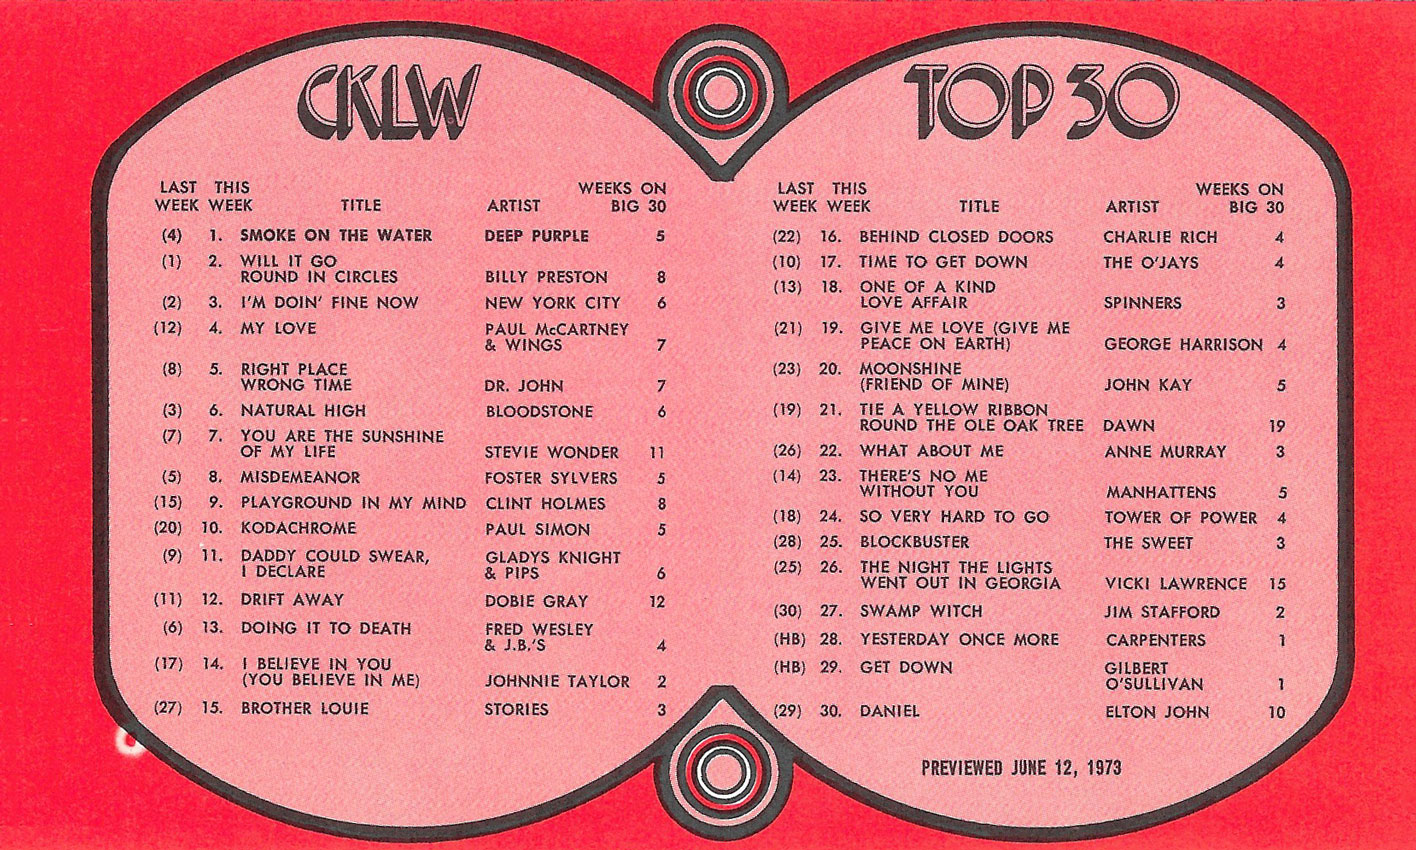 CKLW
LAST THIS WEEKS ON
WEEK WEEK TITLE ARTIST BIG 30
(4) 1. SMOKE ON THE WATER DEEP PURPLE 5
(1) 2. WILL IT GO
ROUND IN CIRCLES BILLY PRESTON 8
(2) 3. I'M DOIN' FINE NOW NEW YORK CITY 6
(12) 4. MY LOVE PAUL McCARTNEY
& WINGS 7
(8) 5. RIGHT PLACE
WRONG TIME DR. JOHN 7
(3) 6. NATURAL HIGH BLOODSTONE 6
(7) 7. YOU ARE THE SUNSHINE
OF MY LIFE STEVIE WONDER 11
(5) 8. MISDEMEANOR FOSTER SYLVERS 5
(15) 9. PLAYGROUND IN MY MIND CLINT HOLMES 8
(20) 10. KODACHROME PAUL SIMON 5
(9) 11. DADDY COULD SWEAR, GLADYS KNIGHT
I DECLARE & PIPS 6
(11) 12. DRIFT AWAY DOBIE GRAY 12
(6) 13. DOING IT TO DEATH FRED WESLEY
& J.B.'S 4
(17) 14. I BELIEVE IN YOU
(YOU BELIEVE IN ME) JOHNNIE TAYLOR 2
(27) 15. BROTHER LOUIE STORIES 3
TOP 30
LAST THIS WEEKS ON
WEEK WEEK TITLE ARTIST BIG 30
(22) 16. BEHIND CLOSED DOORS CHARLIE RICH 4
(10) 17. TIME TO GET DOWN THE O'JAYS 4
(13) 18. ONE OF A KIND
LOVE AFFAIR SPINNERS 3
(21) 19. GIVE ME LOVE (GIVE ME
PEACE ON EARTH) GEORGE HARRISON 4
(23) 20. MOONSHINE
(FRIEND OF MINE) JOHN KAY 5
(19) 21. TIE A YELLOW RIBBON
ROUND THE OLE OAK TREE DAWN 19
(26) 22. WHAT ABOUT ME ANNE MURRAY 3
(14) 23. THERE'S NO ME
WITHOUT YOU MANHATTENS 5
(18) 24. SO VERY HARD TO GO TOWER OF POWER 4
(28) 25. BLOCKBUSTER THE SWEET 3
(25) 26. THE NIGHT THE LIGHTS
WENT OUT IN GEORGIA VICKI LAWRENCE 15
(30) 27. SWAMP WITCH JIM STAFFORD 2
(HB) 28. YESTERDAY ONCE MORE CARPENTERS 1
(HB) 29. GET DOWN GILBERT
O'SULLIVAN 1
(29) 30. DANIEL ELTON JOHN 10
PREVIEWED JUNE 12, 1973